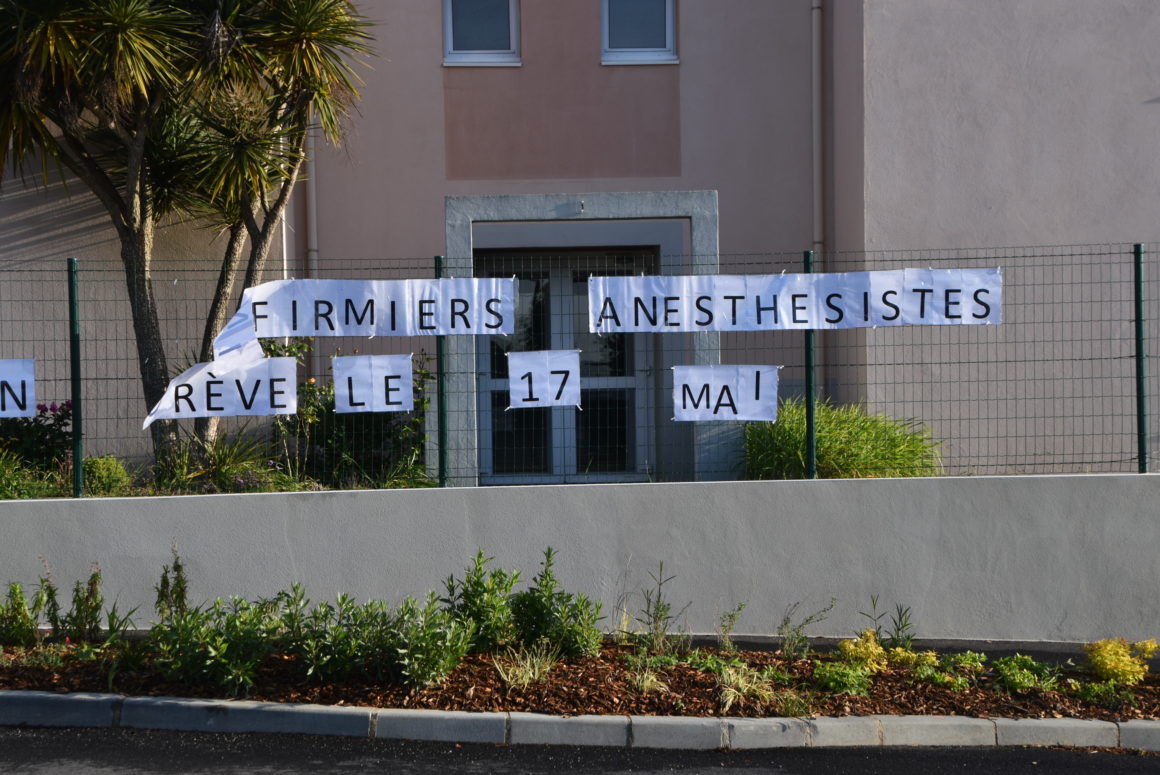 FIRMIERS ANESTHESISTES
N RÈVE LE 17 MAI